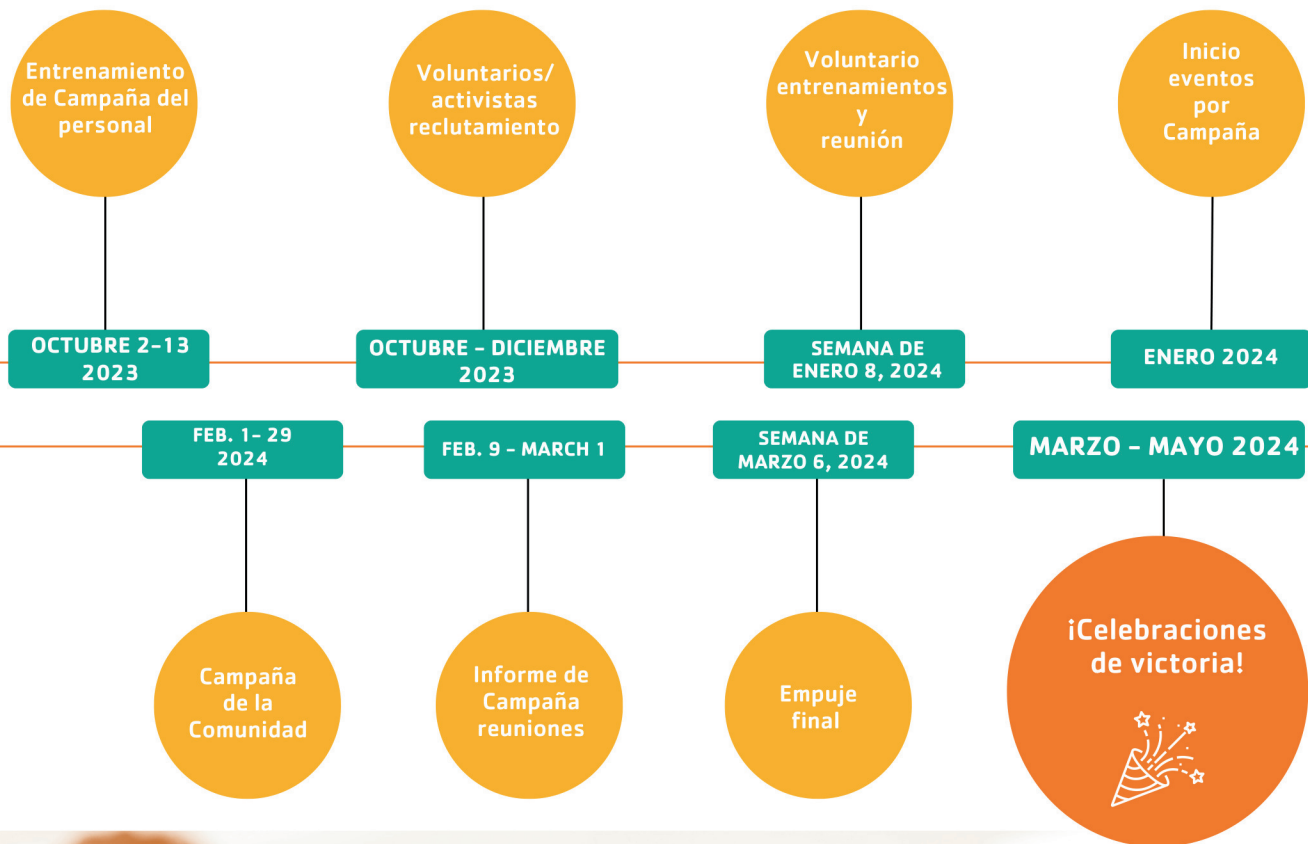 Entrenamiento
de Campaña del
personal
Voluntarios/
activistas
reclutamiento
Voluntario
entrenamientos
y
reunión
Inicio
eventos
por
Campaña
OCTUBRE 2-13
2023
OCTUBRE - DICIEMBRE
2023
SEMANA DE
ENERO 8, 2024
ENERO 2024
FEB. 1- 29
2024
FEB. 9 - MARCH 1
SEMANA DE
MARZO 6, 2024
MARZO - MAYO 2024
Campaña
de la
Comunidad
Informe de
Campaña
reuniones
Empuje
final
¡Celebraciones
de victoria!